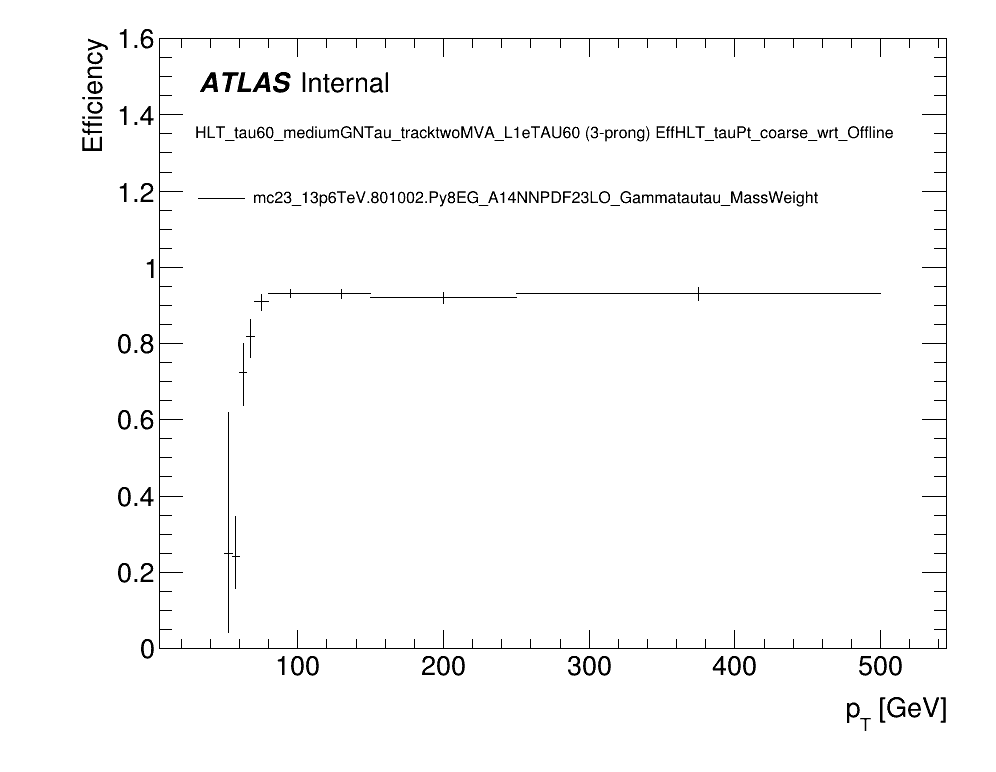 1.6
Efficiency
ATLAS Internal
1.4
HLT_tau60_mediumGNTau_tracktwoMVA_L1eTAU60 (3-prong) EffHLT_tauPt_coarse_wrt_Offline
1.2
mc23_13p6TeV.801002.Py8EG_A14NNPDF23LO_Gammatautau_MassWeight
1
0.8
0.6
0.4
0.2
0
100 200 300 400 500
p_T [GeV]